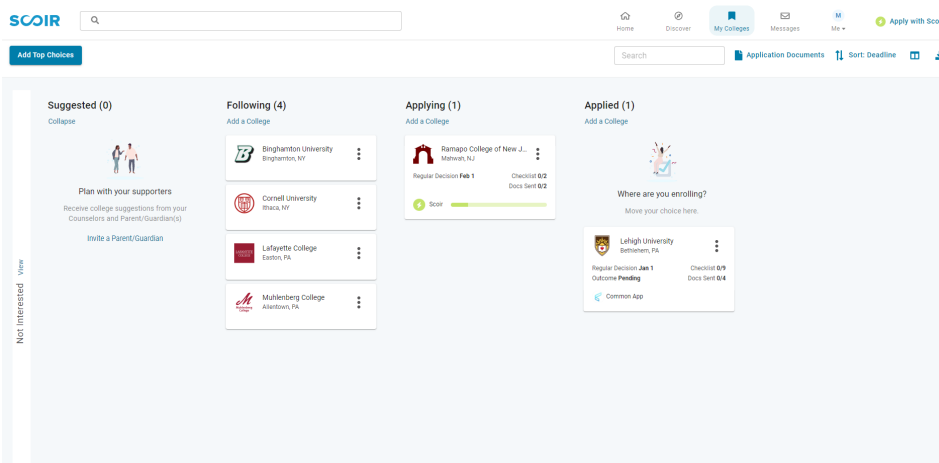 SCOIR
Home
Discover
My Colleges
Messages
M
Me
Apply with Sco
Add Top Choices
Search
Application Documents
Sort: Deadline
Not Interested View
Suggested (0)
Collapse
Plan with your supporters
Receive college suggestions from your
Counselors and Parent/Guardian(s)
Invite a Parent/Guardian
Following (4)
Add a College
Binghamton University
Binghamton, NY
Cornell University
Ithaca, NY
Lafayette College
Easton, PA
Muhlenberg College
Allentown, PA
Applying (1)
Add a College
Ramapo College of New J...
Mahwah, NJ
Regular Decision Feb 1
Checklist 0/2
Docs Sent 0/2
Scoir
Applied (1)
Add a College
Where are you enrolling?
Move your choice here.
Lehigh University
Bethlehem, PA
Regular Decision Jan 1
Checklist 0/9
Outcome Pending
Docs Sent 0/4
Common App